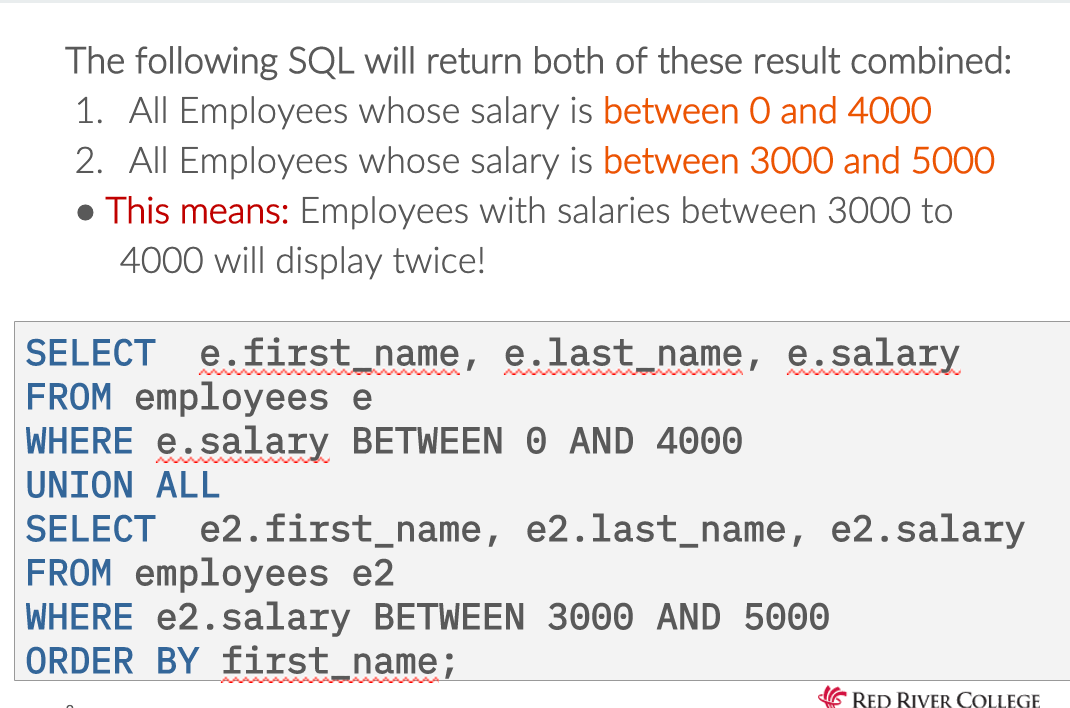 The following SQL will return both of these result combined:
1. All Employees whose salary is between 0 and 4000
2. All Employees whose salary is between 3000 and 5000
● This means: Employees with salaries between 3000 to
4000 will display twice!
SELECT  e.first_name, e.last_name, e.salary
FROM employees e
WHERE e.salary BETWEEN 0 AND 4000
UNION ALL
SELECT  e2.first_name, e2.last_name, e2.salary
FROM employees e2
WHERE e2.salary BETWEEN 3000 AND 5000
ORDER BY first_name;
RED RIVER COLLEGE